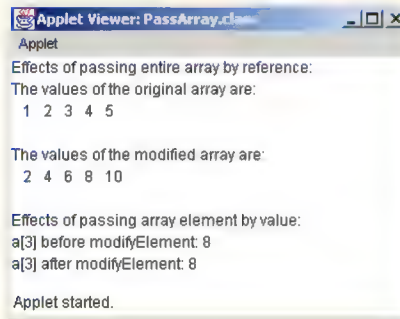 Applet Viewer: PassArray.clas
Applet
Effects of passing entire array by reference:
The values of the original array are:
1 2 3 4 5
The values of the modified array are:
2 4 6 8 10
Effects of passing array element by value:
a[3] before modifyElement: 8
a[3] after modifyElement: 8
Applet started.